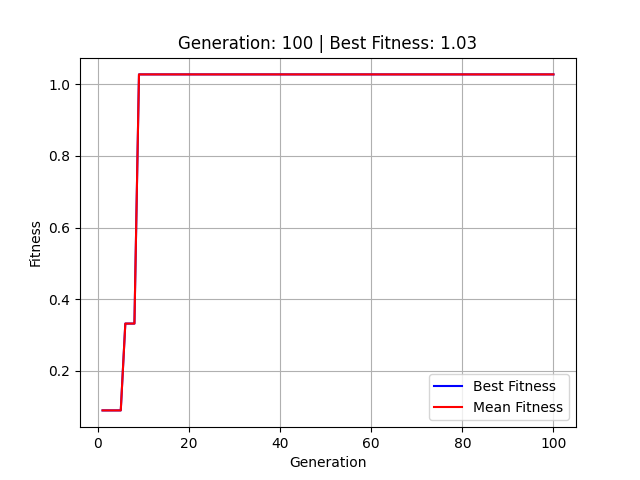 Generation: 100 | Best Fitness: 1.03
1.0
0.8
0.6
0.4
0.2
Fitness
0 20 40 60 80 100
Generation
Best Fitness
Mean Fitness